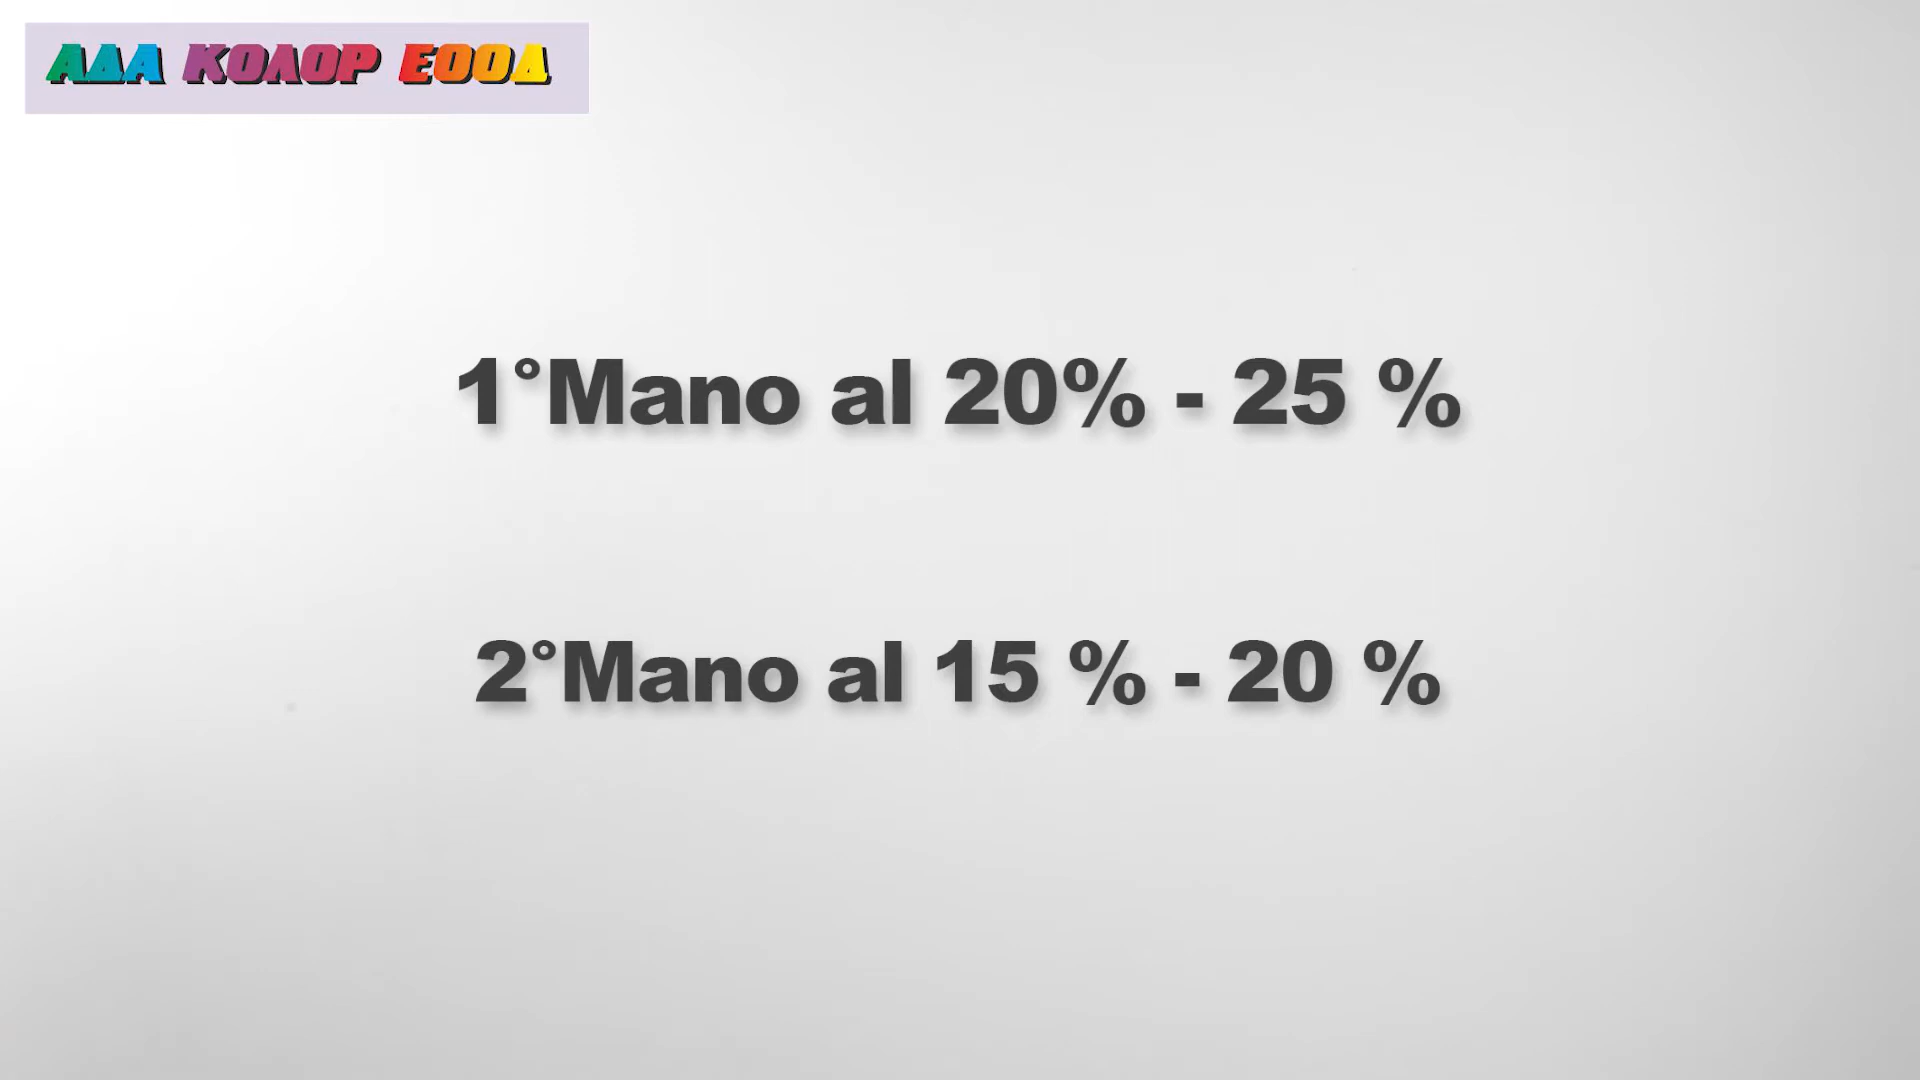 АДА КОЛОР ЕООД
1°Mano al 20% - 25 %
2°Mano al 15 % - 20 %